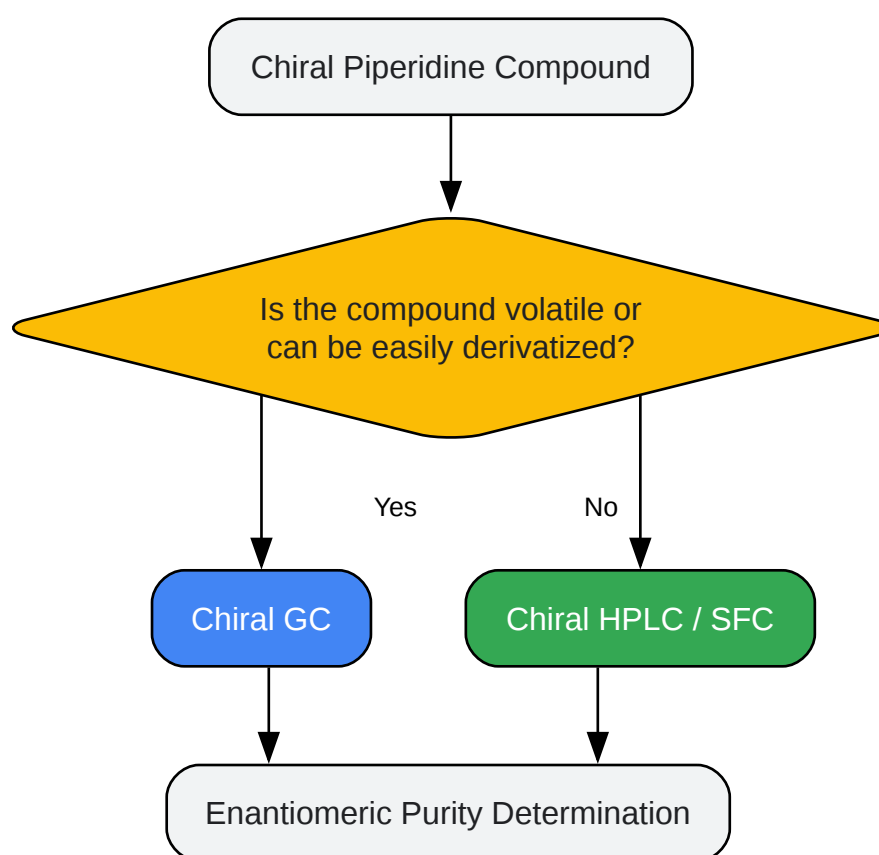 Chiral Piperidine Compound
Is the compound volatile or
can be easily derivatized?
Yes
No
Chiral GC
Chiral HPLC / SFC
Enantiomeric Purity Determination